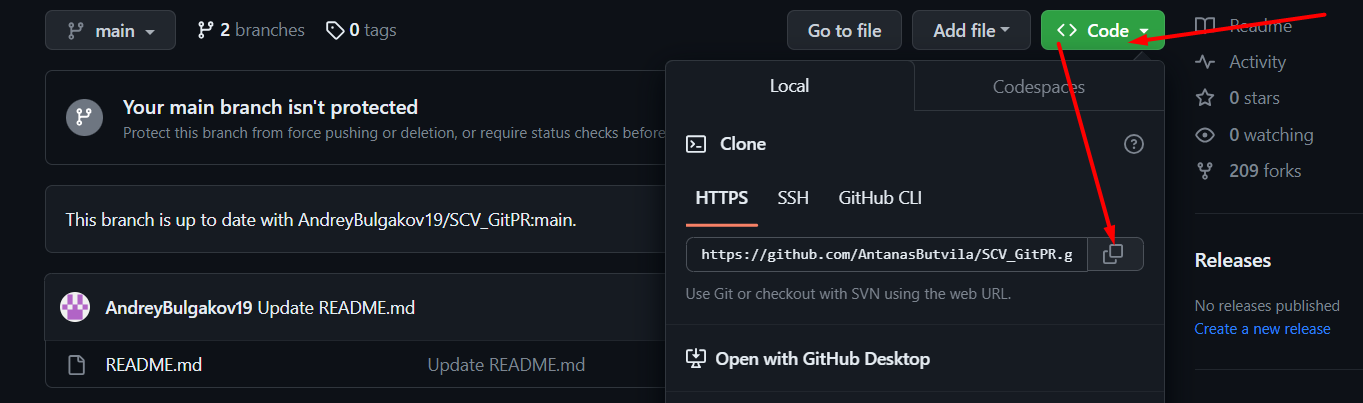 main 2 branches 0 tags Go to file Add file Code
Readme
Activity
0 stars
0 watching
209 forks
Your main branch isn't protected
Protect this branch from force pushing or deletion, or require status checks before
This branch is up to date with AndreyBulgakov19/SCV_GitPR:main.
AndreyBulgakov19 Update README.md
README.md Update README.md
Local Codespaces
Clone
HTTPS SSH GitHub CLI
https://github.com/AntanasButvila/SCV_GitPR.g
Use Git or checkout with SVN using the web URL.
Open with GitHub Desktop
Releases
No releases published
Create a new release